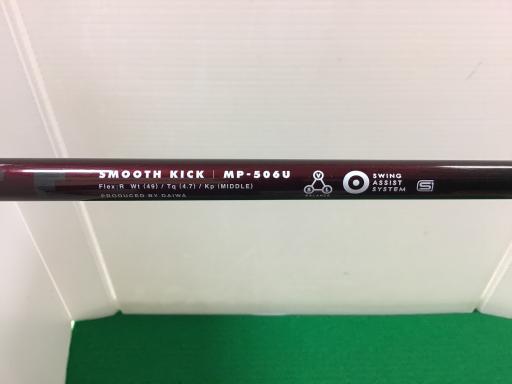 SMOOTH KICK | MP-506U
Flex:R Wt (49) / Tq (4.7) / Kp (MIDDLE)
PRODUCED BY DAIWA
V
SWING
ASSIST
SYSTEM
S